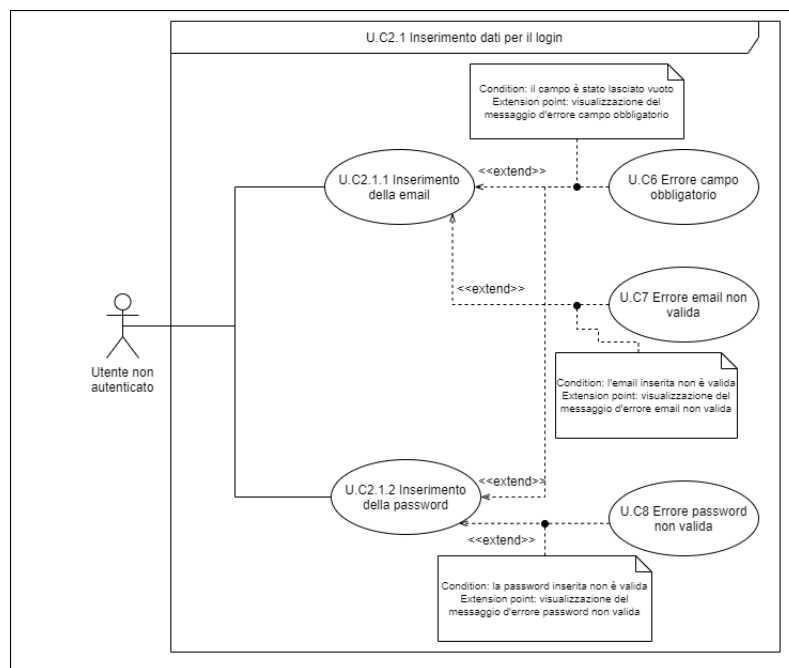 U.C2.1 Inserimento dati per il login
Condition: il campo è stato lasciato vuoto
Extension point: visualizzazione del
messaggio d'errore campo obbligatorio
<<extend>>
U.C2.1.1 Inserimento
della email
U.C6 Errore campo
obbligatorio
<<extend>>
U.C7 Errore email non
valida
Utente non
autenticato
Condition: l'email inserita non è valida
Extension point: visualizzazione del
messaggio d'errore email non valida
<<extend>>
U.C2.1.2 Inserimento
della password
U.C8 Errore password
non valida
<<extend>>
Condition: la password inserita non è valida
Extension point: visualizzazione del
messaggio d'errore password non valida